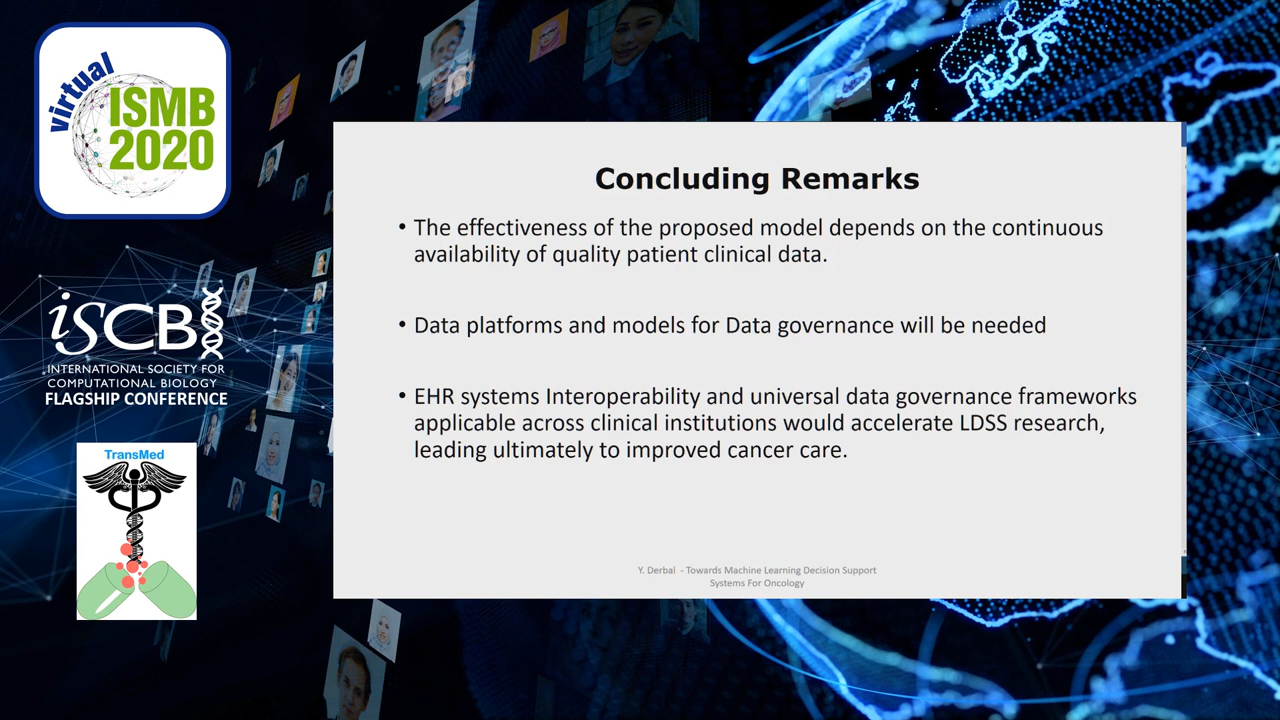 virtual
ISMB
2020
iSCB
INTERNATIONAL SOCIETY FOR
COMPUTATIONAL BIOLOGY
FLAGSHIP CONFERENCE
TransMed
Concluding Remarks
• The effectiveness of the proposed model depends on the continuous
availability of quality patient clinical data.
• Data platforms and models for Data governance will be needed
• EHR systems Interoperability and universal data governance frameworks
applicable across clinical institutions would accelerate LDSS research,
leading ultimately to improved cancer care.
Y. Derbal - Towards Machine Learning Decision Support
Systems For Oncology